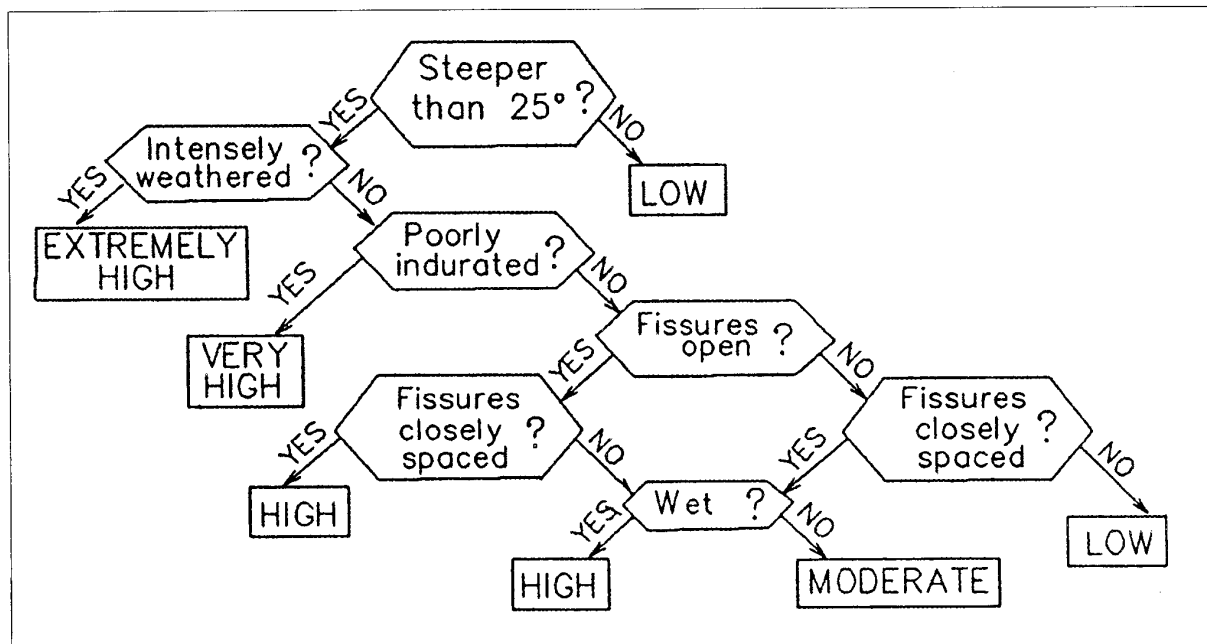 Steeper
than 25° ?
YES
NO
Intensely
weathered ?
YES
NO
LOW
EXTREMELY
HIGH
Poorly
indurated ?
YES
NO
VERY
HIGH
Fissures
open ?
YES
NO
Fissures
closely ?
spaced
YES
NO
Fissures
closely ?
spaced
YES
NO
HIGH
Wet ?
YES
NO
LOW
HIGH
MODERATE